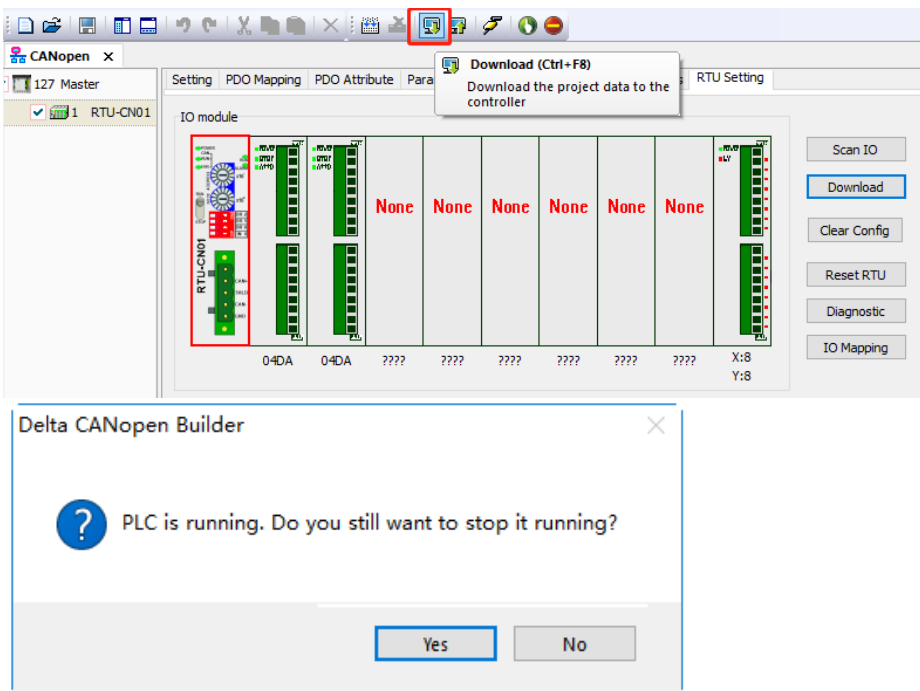 CANopen X
Download (Ctrl+F8)
Download the project data to the
controller
127 Master
1 RTU-CN01
Setting PDO Mapping PDO Attribute Para
RTU Setting
IO module
RTU-CN01
None None None None None None
04DA 04DA ???? ???? ???? ???? ???? ????
X:8
Y:8
Scan IO
Download
Clear Config
Reset RTU
Diagnostic
IO Mapping
Delta CANopen Builder
PLC is running. Do you still want to stop it running?
Yes No